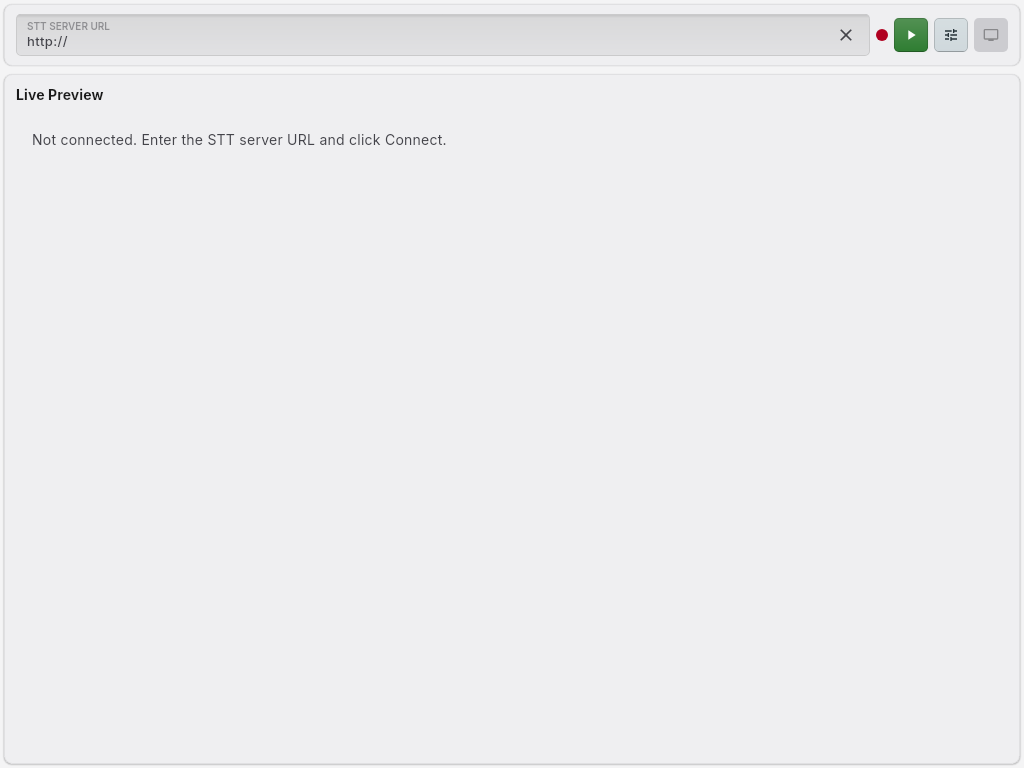 STT SERVER URL
http://
Live Preview
Not connected. Enter the STT server URL and click Connect.